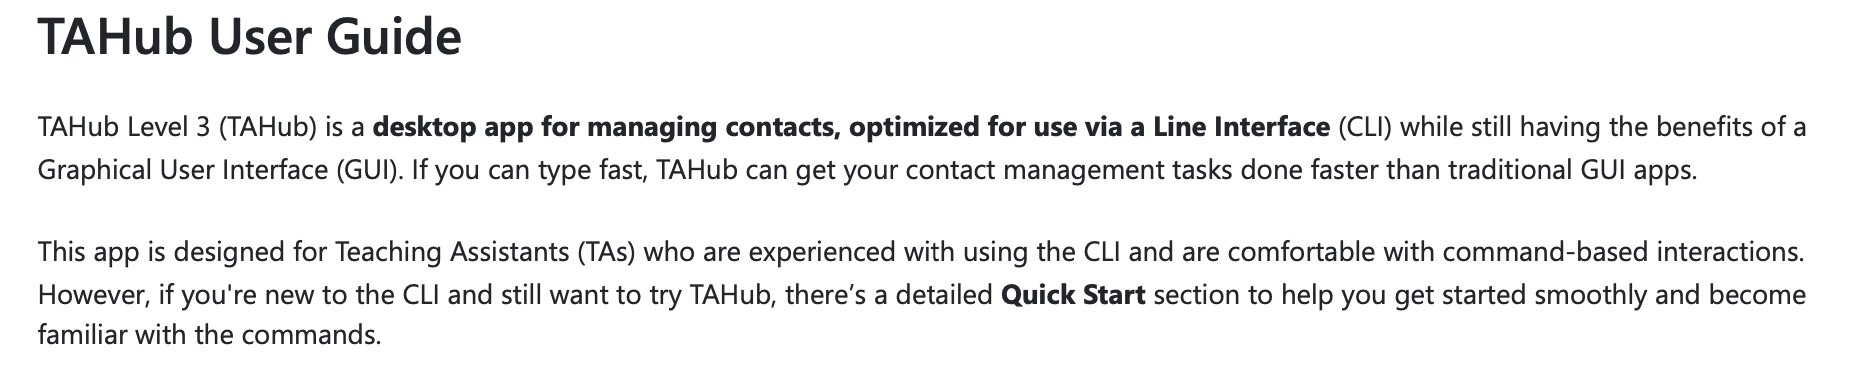 TAHub User Guide
TAHub Level 3 (TAHub) is a desktop app for managing contacts, optimized for use via a Line Interface (CLI) while still having the benefits of a
Graphical User Interface (GUI). If you can type fast, TAHub can get your contact management tasks done faster than traditional GUI apps.
This app is designed for Teaching Assistants (TAs) who are experienced with using the CLI and are comfortable with command-based interactions.
However, if you're new to the CLI and still want to try TAHub, there’s a detailed Quick Start section to help you get started smoothly and become
familiar with the commands.